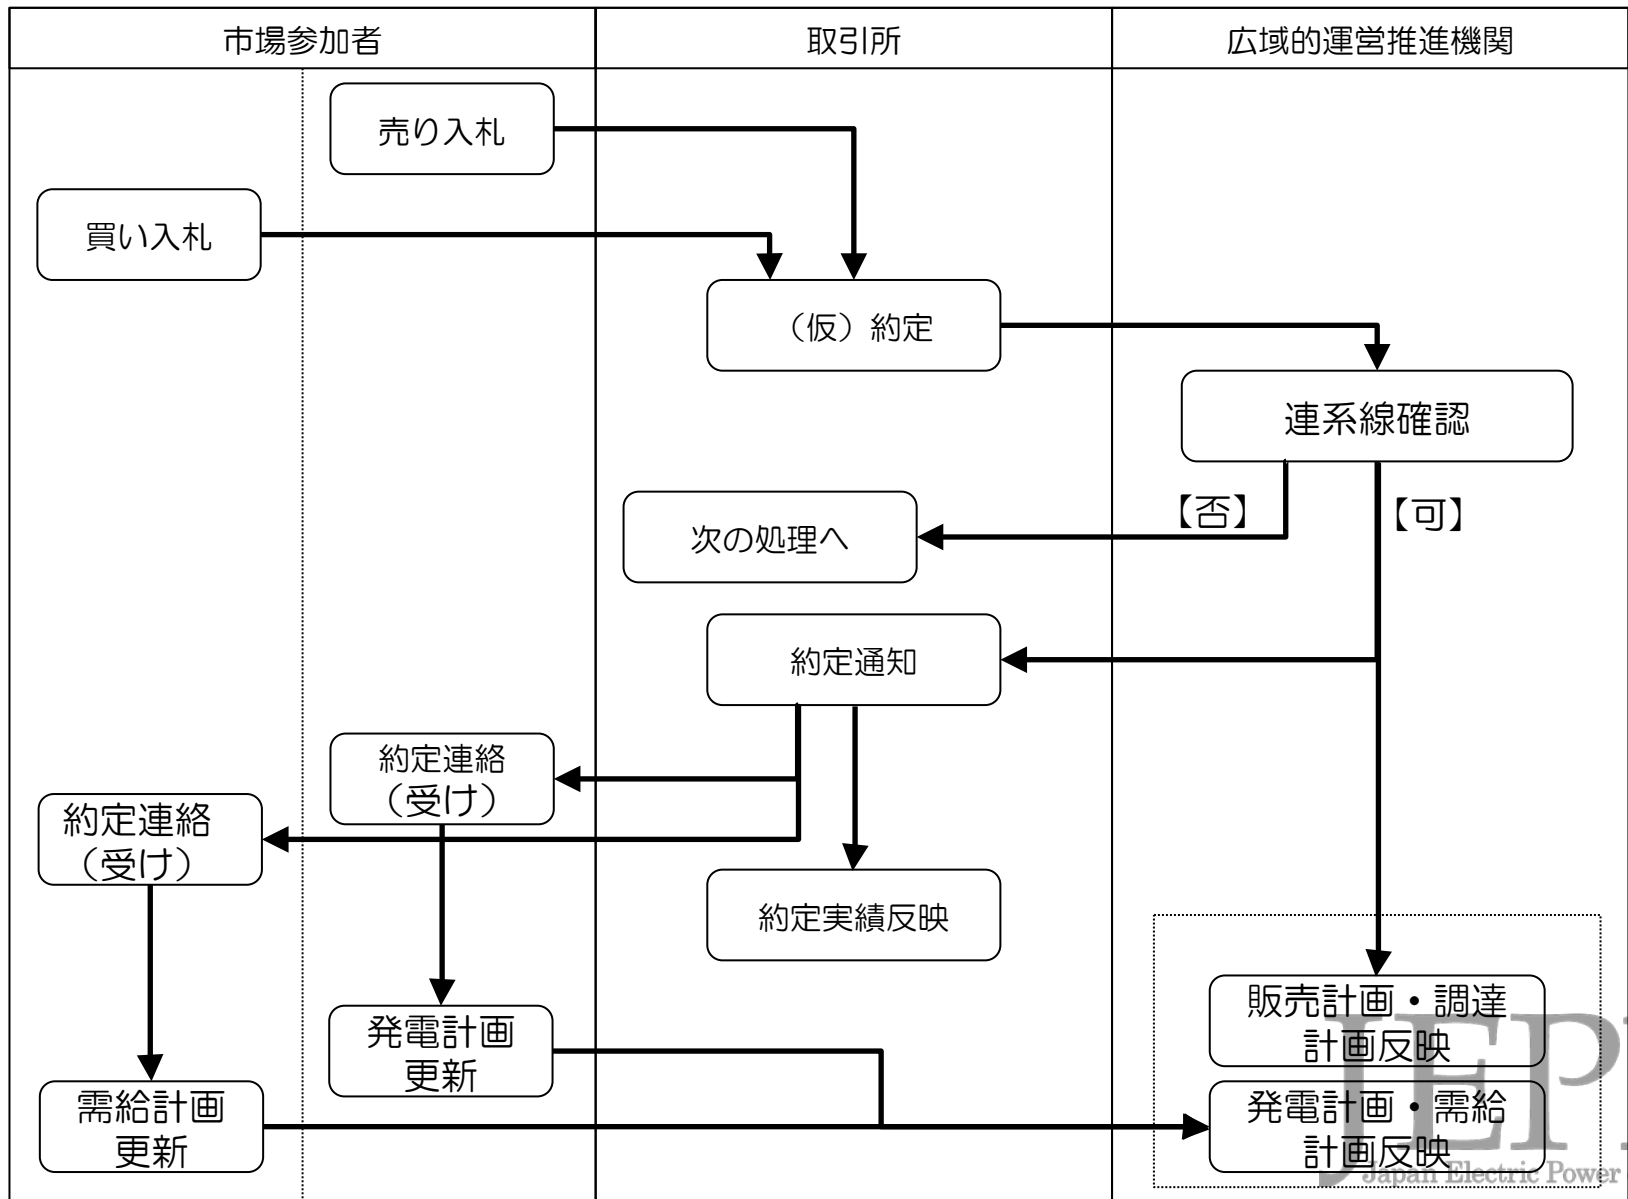 市場参加者
取引所
広域的運営推進機関
売り入札
買い入札
（仮）約定
連系線確認
【否】
【可】
次の処理へ
約定通知
約定連絡
（受け）
約定連絡
（受け）
約定実績反映
発電計画
更新
販売計画・調達
計画反映
需給計画
更新
発電計画・需給
計画反映
Japan Electric Power